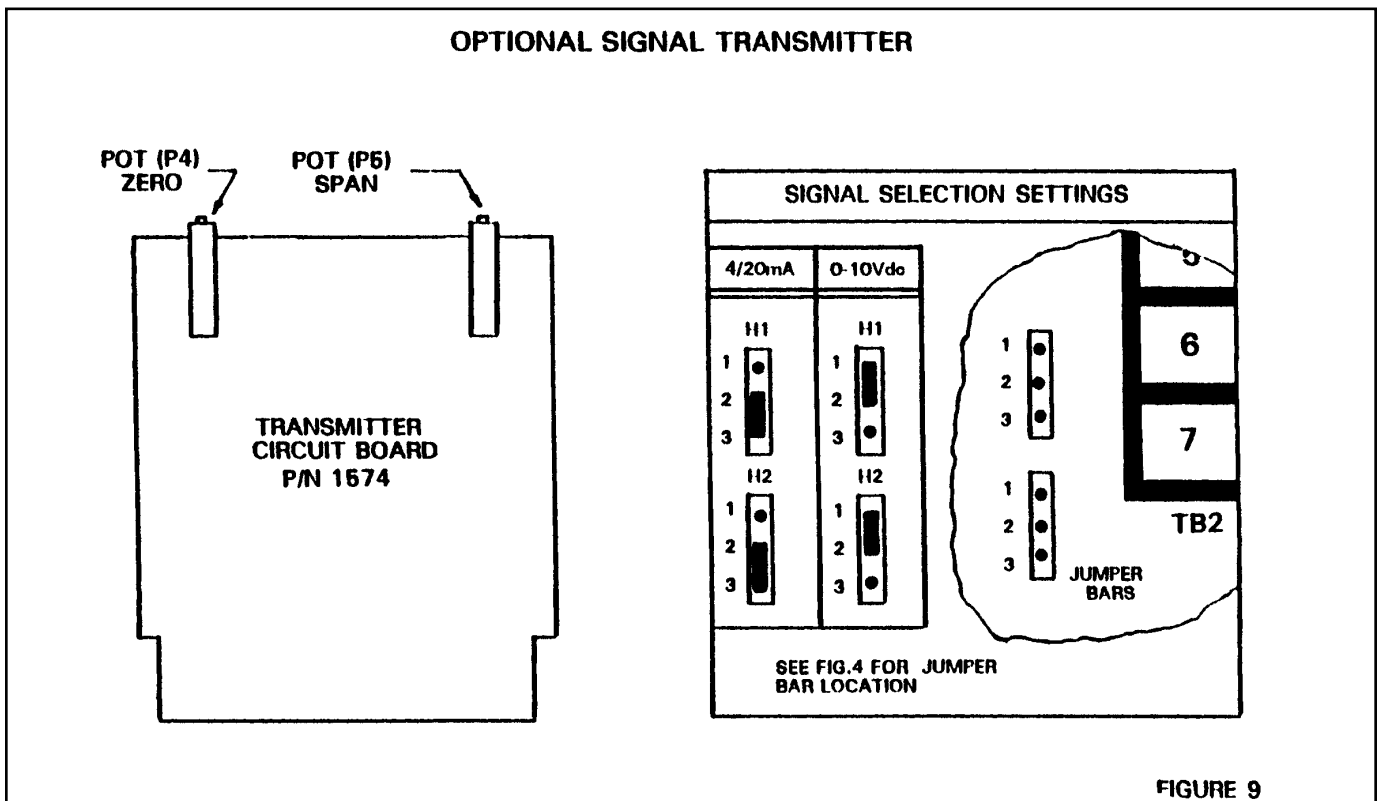 OPTIONAL SIGNAL TRANSMITTER
POT (P4)
ZERO
POT (P5)
SPAN
TRANSMITTER
CIRCUIT BOARD
P/N 1574
SIGNAL SELECTION SETTINGS
4/20mA
0-10Vdc
H1
1
2
3
H2
1
2
3
H1
1
2
3
H2
1
2
3
1
2
3
1
2
3
JUMPER
BARS
5
6
7
TB2
SEE FIG.4 FOR JUMPER
BAR LOCATION
FIGURE 9